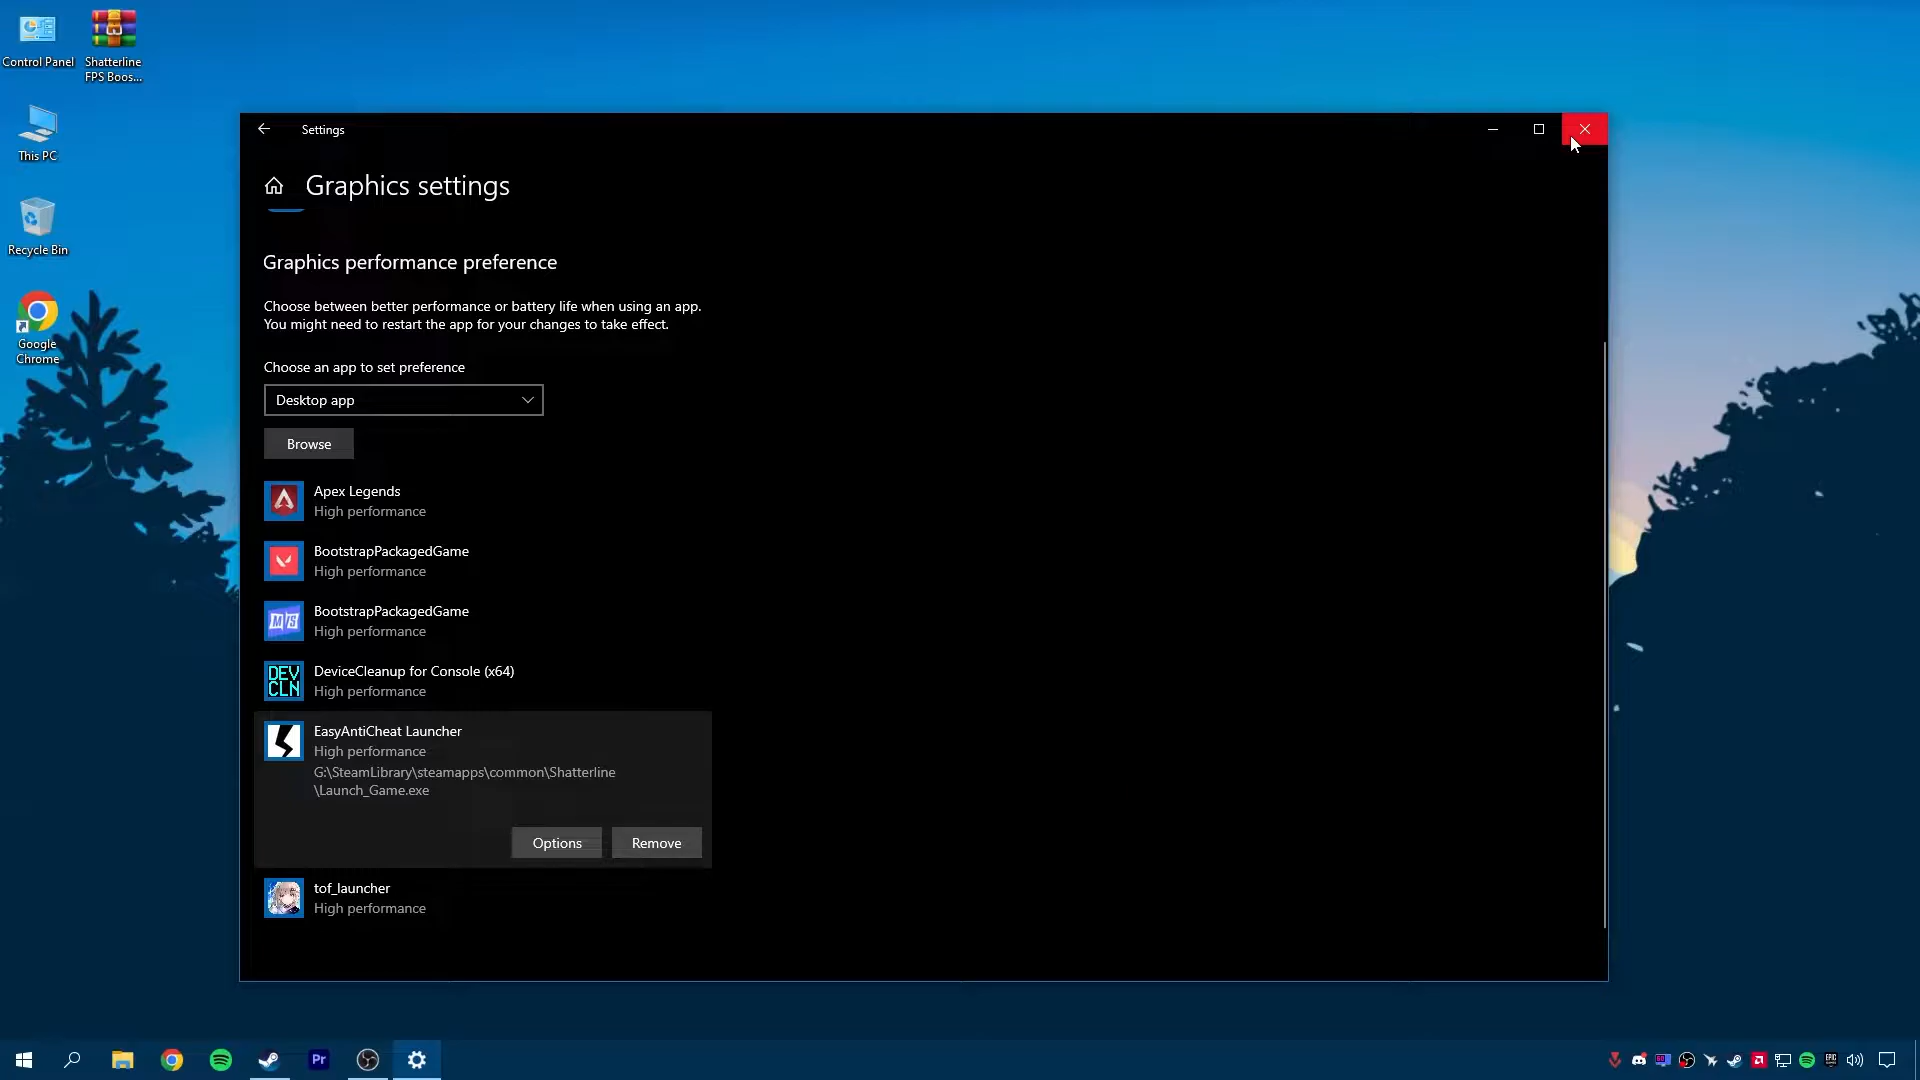 Control Panel
Shatterline
FPS Boos...
This PC
Recycle Bin
Google
Chrome
Settings
Graphics settings
Graphics performance preference
Choose between better performance or battery life when using an app.
You might need to restart the app for your changes to take effect.
Choose an app to set preference
Desktop app
Browse
Apex Legends
High performance
BootstrapPackagedGame
High performance
BootstrapPackagedGame
High performance
DEV
CLN
DeviceCleanup for Console (x64)
High performance
EasyAntiCheat Launcher
High performance
G:\SteamLibrary\steamapps\common\Shatterline
\Launch_Game.exe
Options
Remove
tof_launcher
High performance
Pr
EPIC